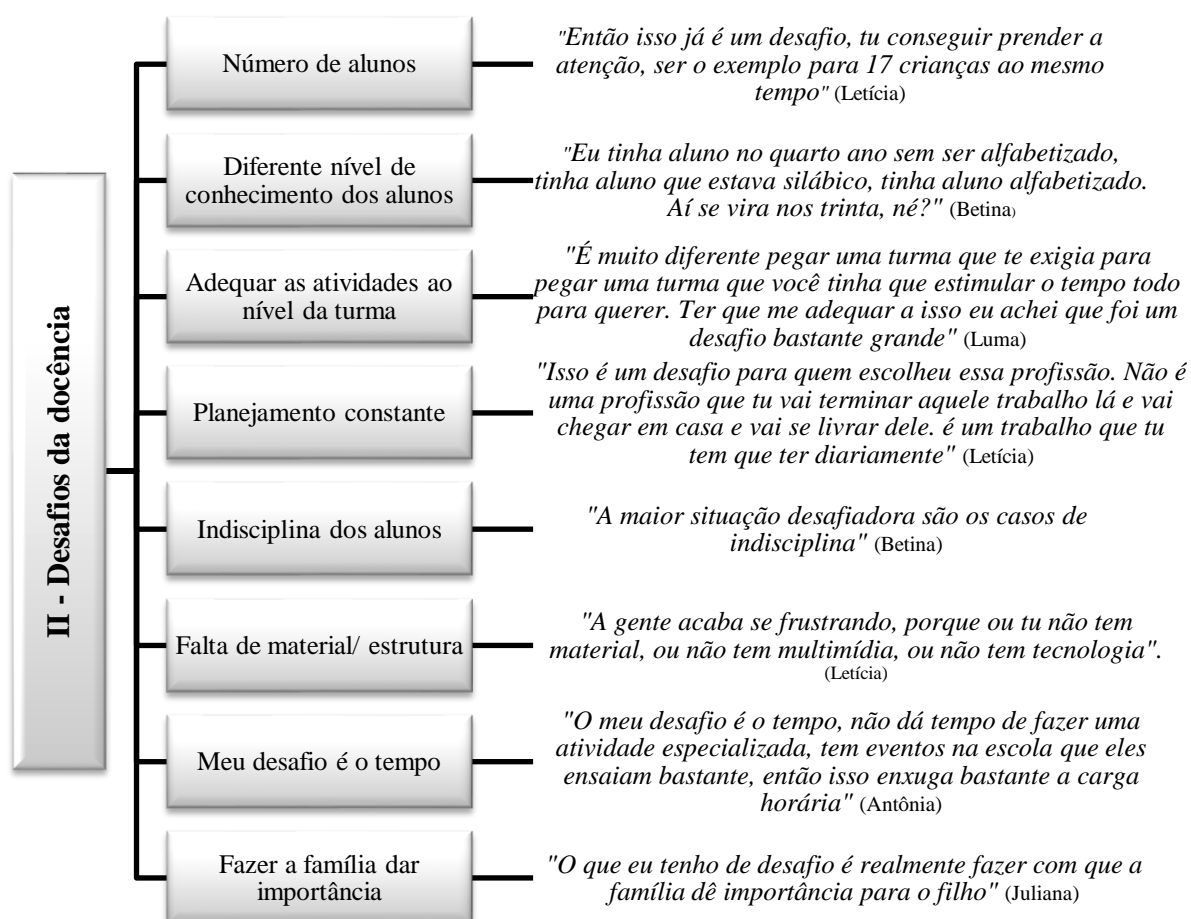 II - Desafios da docência
Número de alunos
"Então isso já é um desafio, tu conseguir prender a
atenção, ser o exemplo para 17 crianças ao mesmo
tempo" (Letícia)
Diferente nível de
conhecimento dos alunos
"Eu tinha aluno no quarto ano sem ser alfabetizado,
tinha aluno que estava silábico, tinha aluno alfabetizado.
Aí se vira nos trinta, né?" (Betina)
Adequar as atividades ao
nível da turma
"É muito diferente pegar uma turma que te exigia para
pegar uma turma que você tinha que estimular o tempo todo
para querer. Ter que me adequar a isso eu achei que foi um
desafio bastante grande" (Luma)
Planejamento constante
"Isso é um desafio para quem escolheu essa profissão. Não é
uma profissão que tu vai terminar aquele trabalho lá e vai
chegar em casa e vai se livrar dele. é um trabalho que tu
tem que ter diariamente" (Letícia)
Indisciplina dos alunos
"A maior situação desafiadora são os casos de
indisciplina" (Betina)
Falta de material/ estrutura
"A gente acaba se frustrando, porque ou tu não tem
material, ou não tem multimídia, ou não tem tecnologia".
(Letícia)
Meu desafio é o tempo
"O meu desafio é o tempo, não dá tempo de fazer uma
atividade especializada, tem eventos na escola que eles
ensaiam bastante, então isso enxuga bastante a carga
horária" (Antônia)
Fazer a família dar
importância
"O que eu tenho de desafio é realmente fazer com que a
família dê importância para o filho" (Juliana)